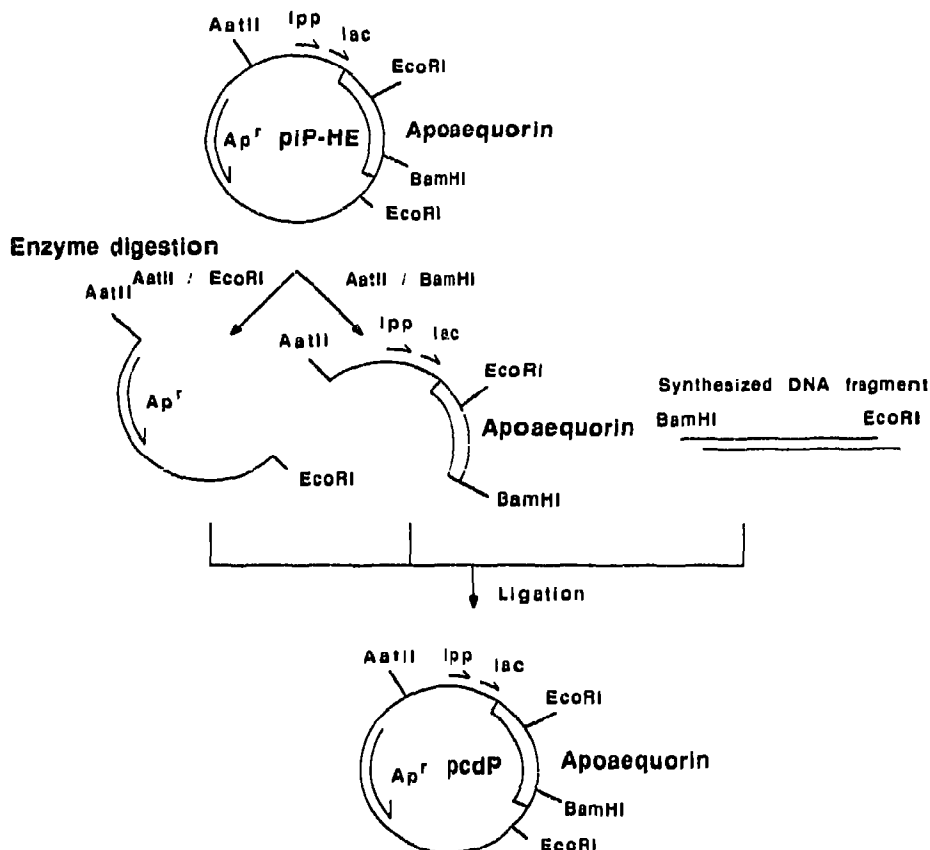 AatII
lpp
lac
EcoRI
Apʳ
piP-HE
Apoaequorin
BamHI
EcoRI
Enzyme digestion
AatII / EcoRI
AatII / BamHI
AatII
Apʳ
EcoRI
AatII
lpp
lac
EcoRI
Apoaequorin
BamHI
Synthesized DNA fragment
BamHI
EcoRI
Ligation
AatII
lpp
lac
EcoRI
Apʳ
pcdP
Apoaequorin
BamHI
EcoRI